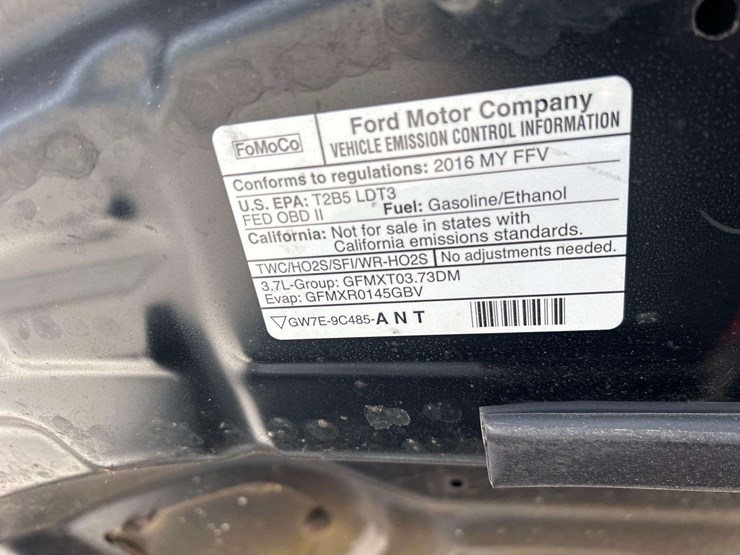 FoMoCo
Ford Motor Company
VEHICLE EMISSION CONTROL INFORMATION
Conforms to regulations: 2016 MY FFV
U.S. EPA: T2B5 LDT3
FED OBD II Fuel: Gasoline/Ethanol
California: Not for sale in states with
California emissions standards.
TWC/HO2S/SFI/WR-HO2S No adjustments needed.
3.7L-Group: GFMXT03.73DM
Evap: GFMXR0145GBV
GW7E-9C485-ANT